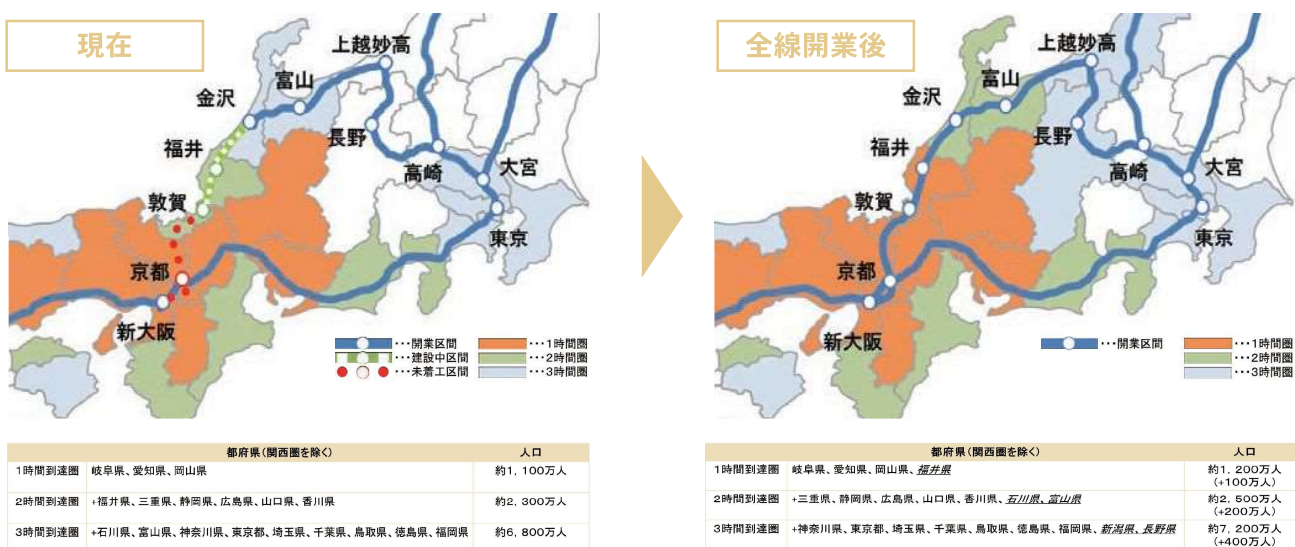 現在
上越妙高
富山
金沢
長野
福井
高崎
大宮
敦賀
東京
京都
新大阪
・・・開業区間
・・・1時間圏
・・・建設中区間
・・・2時間圏
・・・未着工区間
・・・3時間圏
都府県(関西圏を除く)
人口
1時間到達圏
岐阜県、愛知県、岡山県
約1,100万人
2時間到達圏
+福井県、三重県、静岡県、広島県、山口県、香川県
約2,300万人
3時間到達圏
+石川県、富山県、神奈川県、東京都、埼玉県、千葉県、鳥取県、徳島県、福岡県
約6,800万人
全線開業後
上越妙高
富山
金沢
長野
福井
高崎
大宮
敦賀
東京
京都
新大阪
・・・開業区間
・・・1時間圏
・・・2時間圏
・・・3時間圏
都府県(関西圏を除く)
人口
1時間到達圏
岐阜県、愛知県、岡山県、福井県
約1,200万人
(+100万人)
2時間到達圏
+三重県、静岡県、広島県、山口県、香川県、石川県、富山県
約2,500万人
(+200万人)
3時間到達圏
+神奈川県、東京都、埼玉県、千葉県、鳥取県、徳島県、福岡県、新潟県、長野県
約7,200万人
(+400万人)